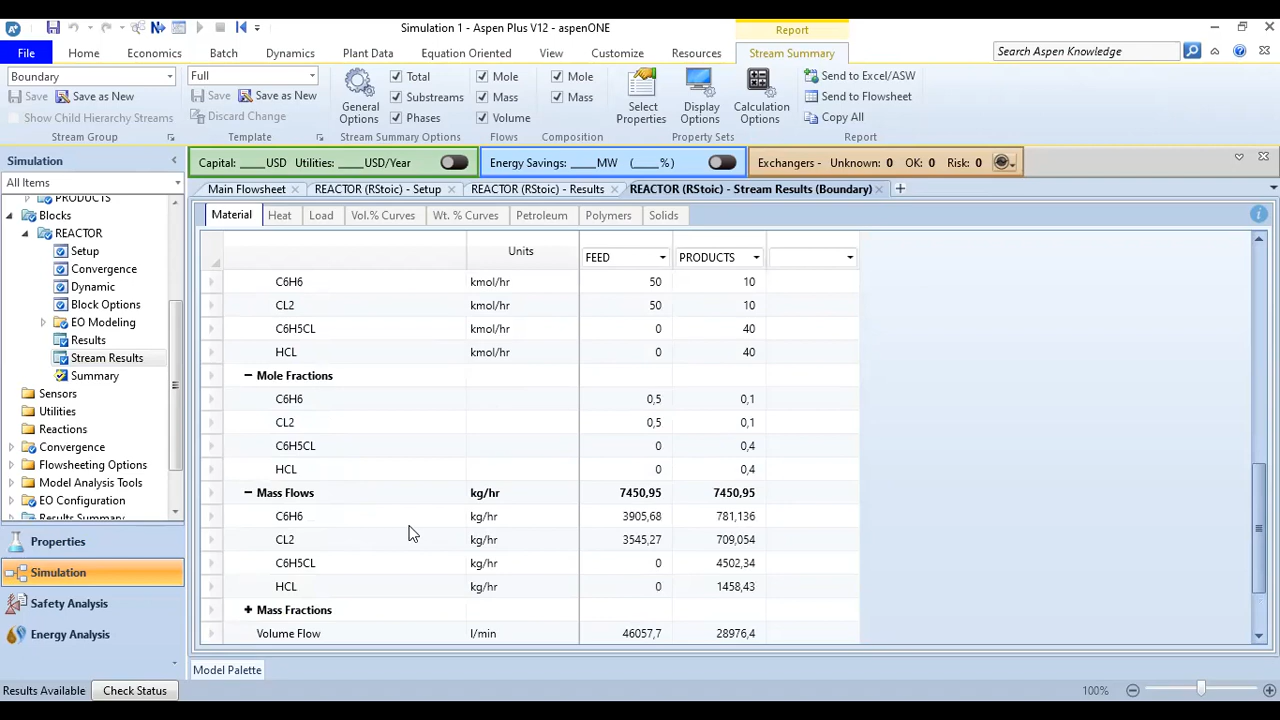 Simulation 1 - Aspen Plus V12 - aspenONE
Report
File Home Economics Batch Dynamics Plant Data Equation Oriented View Customize Resources Stream Summary Search Aspen Knowledge
Boundary Full Total Mole Mole Send to Excel/ASW
Save Save as New Save Save as New Substreams Mass Mass Send to Flowsheet
Show Child Hierarchy Streams Discard Change Phases Volume Copy All
General Options Select Properties Display Options Calculation Options
Stream Group Template Stream Summary Options Flows Composition Property Sets Report
Simulation
Capital: ____USD Utilities: ____USD/Year Energy Savings: ____MW (____%) Exchangers - Unknown: 0 OK: 0 Risk: 0
All Items
Main Flowsheet REACTOR (RStoic) - Setup REACTOR (RStoic) - Results REACTOR (RStoic) - Stream Results (Boundary)
PRODUCTS
Blocks
REACTOR
Setup
Convergence
Dynamic
Block Options
EO Modeling
Results
Stream Results
Summary
Sensors
Utilities
Reactions
Convergence
Flowsheeting Options
Model Analysis Tools
EO Configuration
Results Summary
Properties
Simulation
Safety Analysis
Energy Analysis
Material Heat Load Vol.% Curves Wt. % Curves Petroleum Polymers Solids
Units FEED PRODUCTS
C6H6 kmol/hr 50 10
CL2 kmol/hr 50 10
C6H5CL kmol/hr 0 40
HCL kmol/hr 0 40
Mole Fractions
C6H6 0,5 0,1
CL2 0,5 0,1
C6H5CL 0 0,4
HCL 0 0,4
Mass Flows kg/hr 7450,95 7450,95
C6H6 kg/hr 3905,68 781,136
CL2 kg/hr 3545,27 709,054
C6H5CL kg/hr 0 4502,34
HCL kg/hr 0 1458,43
Mass Fractions
Volume Flow l/min 46057,7 28976,4
Model Palette
Results Available Check Status 100%